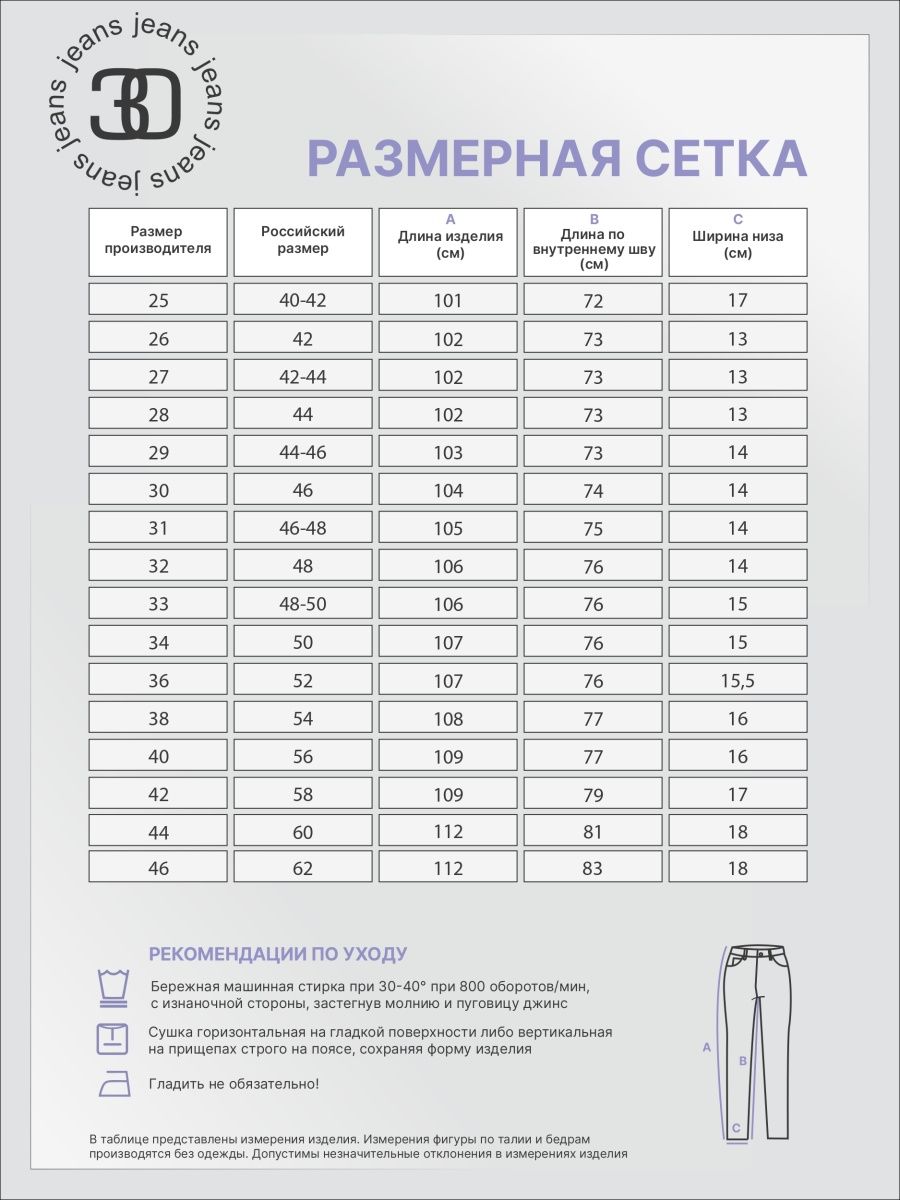 jeans jeans jeans jeans jeans jeans jeans jeans
30
РАЗМЕРНАЯ СЕТКА
Размер производителя
Российский размер
A Длина изделия (см)
B Длина по внутреннему шву (см)
C Ширина низа (см)
25 40-42 101 72 17
26 42 102 73 13
27 42-44 102 73 13
28 44 102 73 13
29 44-46 103 73 14
30 46 104 74 14
31 46-48 105 75 14
32 48 106 76 14
33 48-50 106 76 15
34 50 107 76 15
36 52 107 76 15,5
38 54 108 77 16
40 56 109 77 16
42 58 109 79 17
44 60 112 81 18
46 62 112 83 18
РЕКОМЕНДАЦИИ ПО УХОДУ
Бережная машинная стирка при 30-40° при 800 оборотов/мин,
с изнаночной стороны, застегнув молнию и пуговицу джинс
Сушка горизонтальная на гладкой поверхности либо вертикальная
на прищепах строго на поясе, сохраняя форму изделия
Гладить не обязательно!
A
B
C
В таблице представлены измерения изделия. Измерения фигуры по талии и бедрам
производятся без одежды. Допустимы незначительные отклонения в измерениях изделия